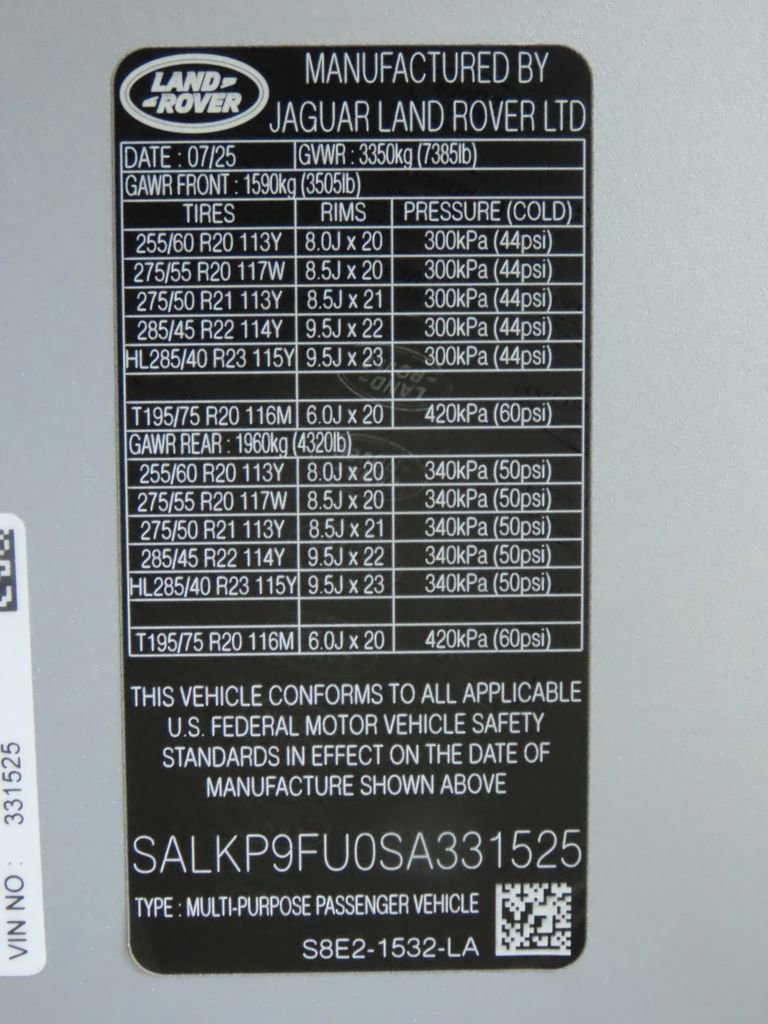 LAND
ROVER
MANUFACTURED BY
JAGUAR LAND ROVER LTD
DATE : 07/25 GVWR : 3350kg (7385lb)
GAWR FRONT : 1590kg (3505lb)
TIRES RIMS PRESSURE (COLD)
255/60 R20 113Y 8.0J x 20 300kPa (44psi)
275/55 R20 117W 8.5J x 20 300kPa (44psi)
275/50 R21 113Y 8.5J x 21 300kPa (44psi)
285/45 R22 114Y 9.5J x 22 300kPa (44psi)
HL285/40 R23 115Y 9.5J x 23 300kPa (44psi)
T195/75 R20 116M 6.0J x 20 420kPa (60psi)
GAWR REAR : 1960kg (4320lb)
255/60 R20 113Y 8.0J x 20 340kPa (50psi)
275/55 R20 117W 8.5J x 20 340kPa (50psi)
275/50 R21 113Y 8.5J x 21 340kPa (50psi)
285/45 R22 114Y 9.5J x 22 340kPa (50psi)
HL285/40 R23 115Y 9.5J x 23 340kPa (50psi)
T195/75 R20 116M 6.0J x 20 420kPa (60psi)
THIS VEHICLE CONFORMS TO ALL APPLICABLE
U.S. FEDERAL MOTOR VEHICLE SAFETY
STANDARDS IN EFFECT ON THE DATE OF
MANUFACTURE SHOWN ABOVE
SALKP9FU0SA331525
TYPE : MULTI-PURPOSE PASSENGER VEHICLE
S8E2-1532-LA
VIN NO : 331525